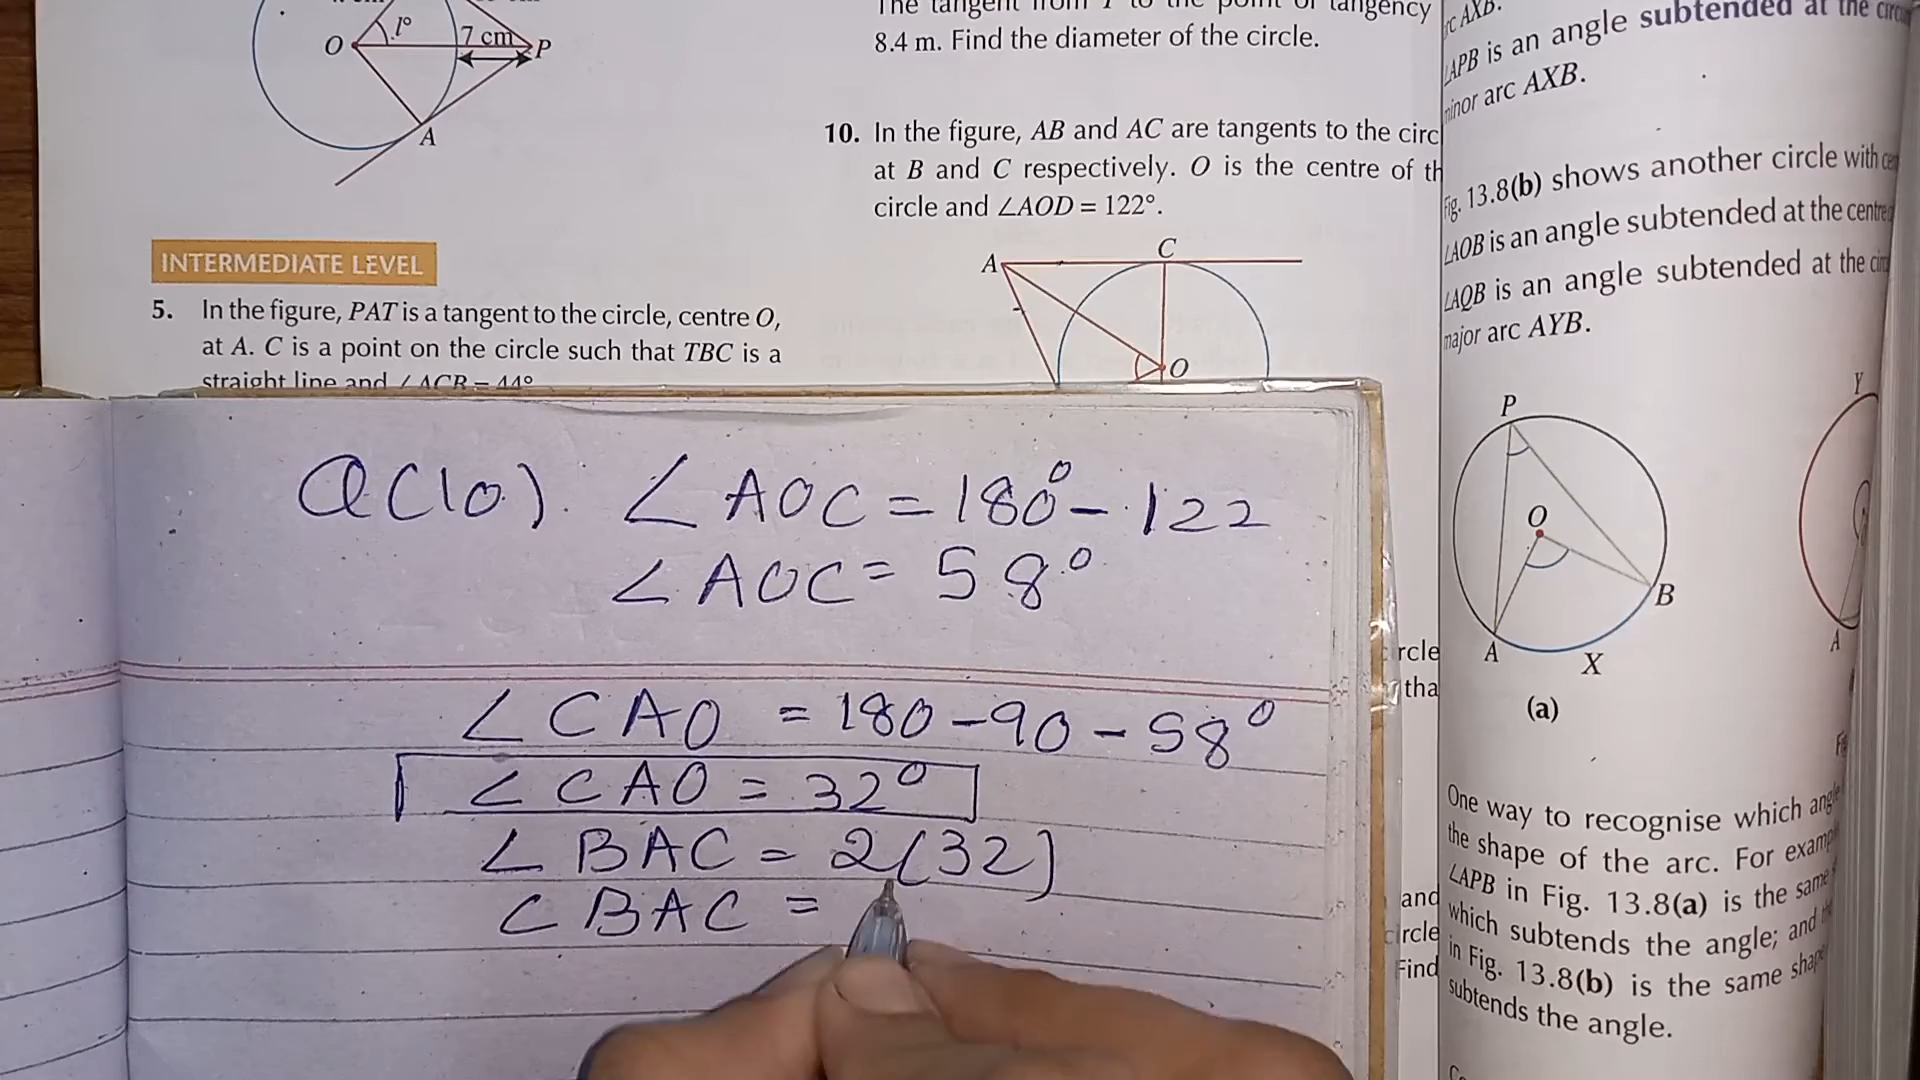 l°
O
7 cm
P
A
INTERMEDIATE LEVEL
5. In the figure, PAT is a tangent to the circle, centre O,
at A. C is a point on the circle such that TBC is a
straight line and ∠ACB = 44°
The tangent from to the point of tangency
8.4 m. Find the diameter of the circle.
10. In the figure, AB and AC are tangents to the circ
at B and C respectively. O is the centre of th
circle and ∠AOD = 122°.
A
C
O
Q(10). ∠AOC = 180° - 122
∠AOC = 58°
∠CAO = 180 - 90 - 58°
∠CAO = 32°
∠BAC = 2(32)
∠BAC =
rcle
tha
and
circle
Find
rc AXB.
∠APB is an angle subtended at the circ
minor arc AXB.
Fig. 13.8(b) shows another circle with
∠AOB is an angle subtended at the centre
∠AQB is an angle subtended at the
major arc AYB.
P
O
B
A
X
(a)
Y
A
One way to recognise which angle
the shape of the arc. For examp
∠APB in Fig. 13.8(a) is the same
which subtends the angle; and
in Fig. 13.8(b) is the same shape
subtends the angle.